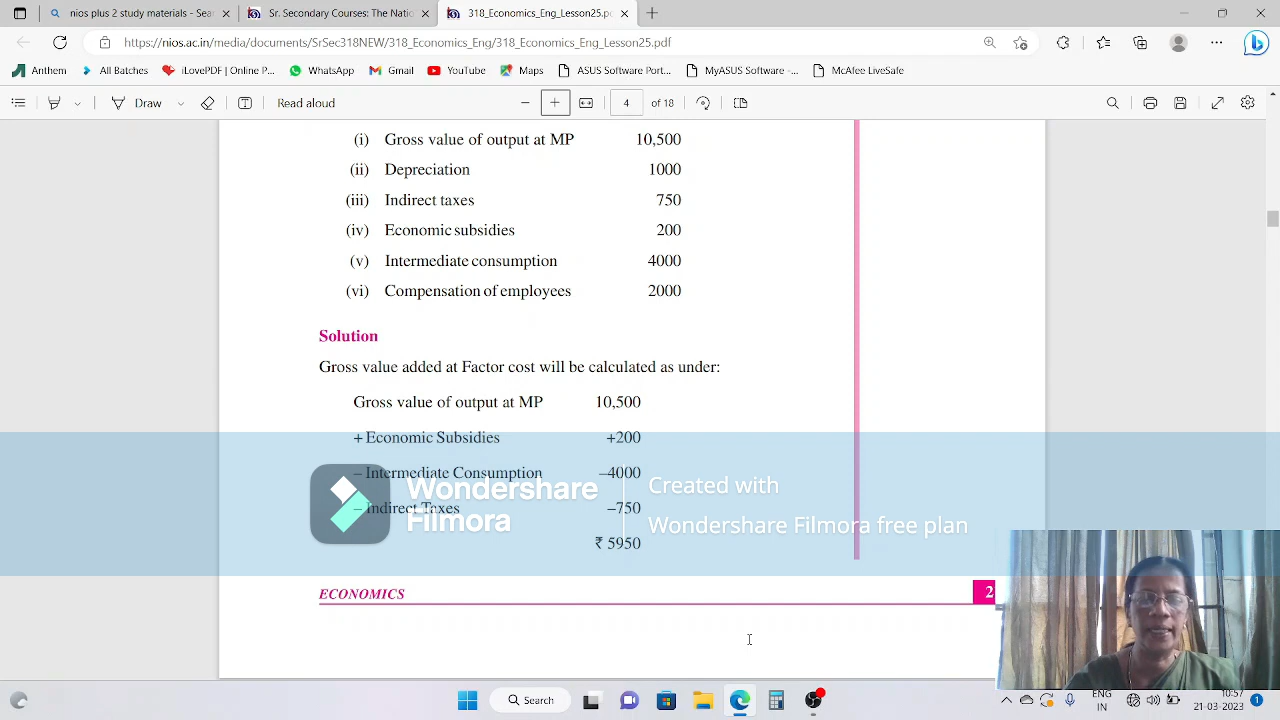 nios plus 2 study materials - Sea
Sr. Secondary Courses: The Natio
318_Economics_Eng_Lesson25.pd
https://nios.ac.in/media/documents/SrSec318NEW/318_Economics_Eng/318_Economics_Eng_Lesson25.pdf
Anthem
All Batches
iLovePDF | Online P...
WhatsApp
Gmail
YouTube
Maps
ASUS Software Port...
MyASUS Software -...
McAfee LiveSafe
Draw
Read aloud
4
of 18
(i) Gross value of output at MP 10,500
(ii) Depreciation 1000
(iii) Indirect taxes 750
(iv) Economic subsidies 200
(v) Intermediate consumption 4000
(vi) Compensation of employees 2000
Solution
Gross value added at Factor cost will be calculated as under:
Gross value of output at MP 10,500
+ Economic Subsidies +200
– Intermediate Consumption –4000
– Indirect Taxes –750
₹ 5950
Wondershare
Filmora
Created with
Wondershare Filmora free plan
ECONOMICS
2
Search
ENG
IN
10:57
21-03-2023
1